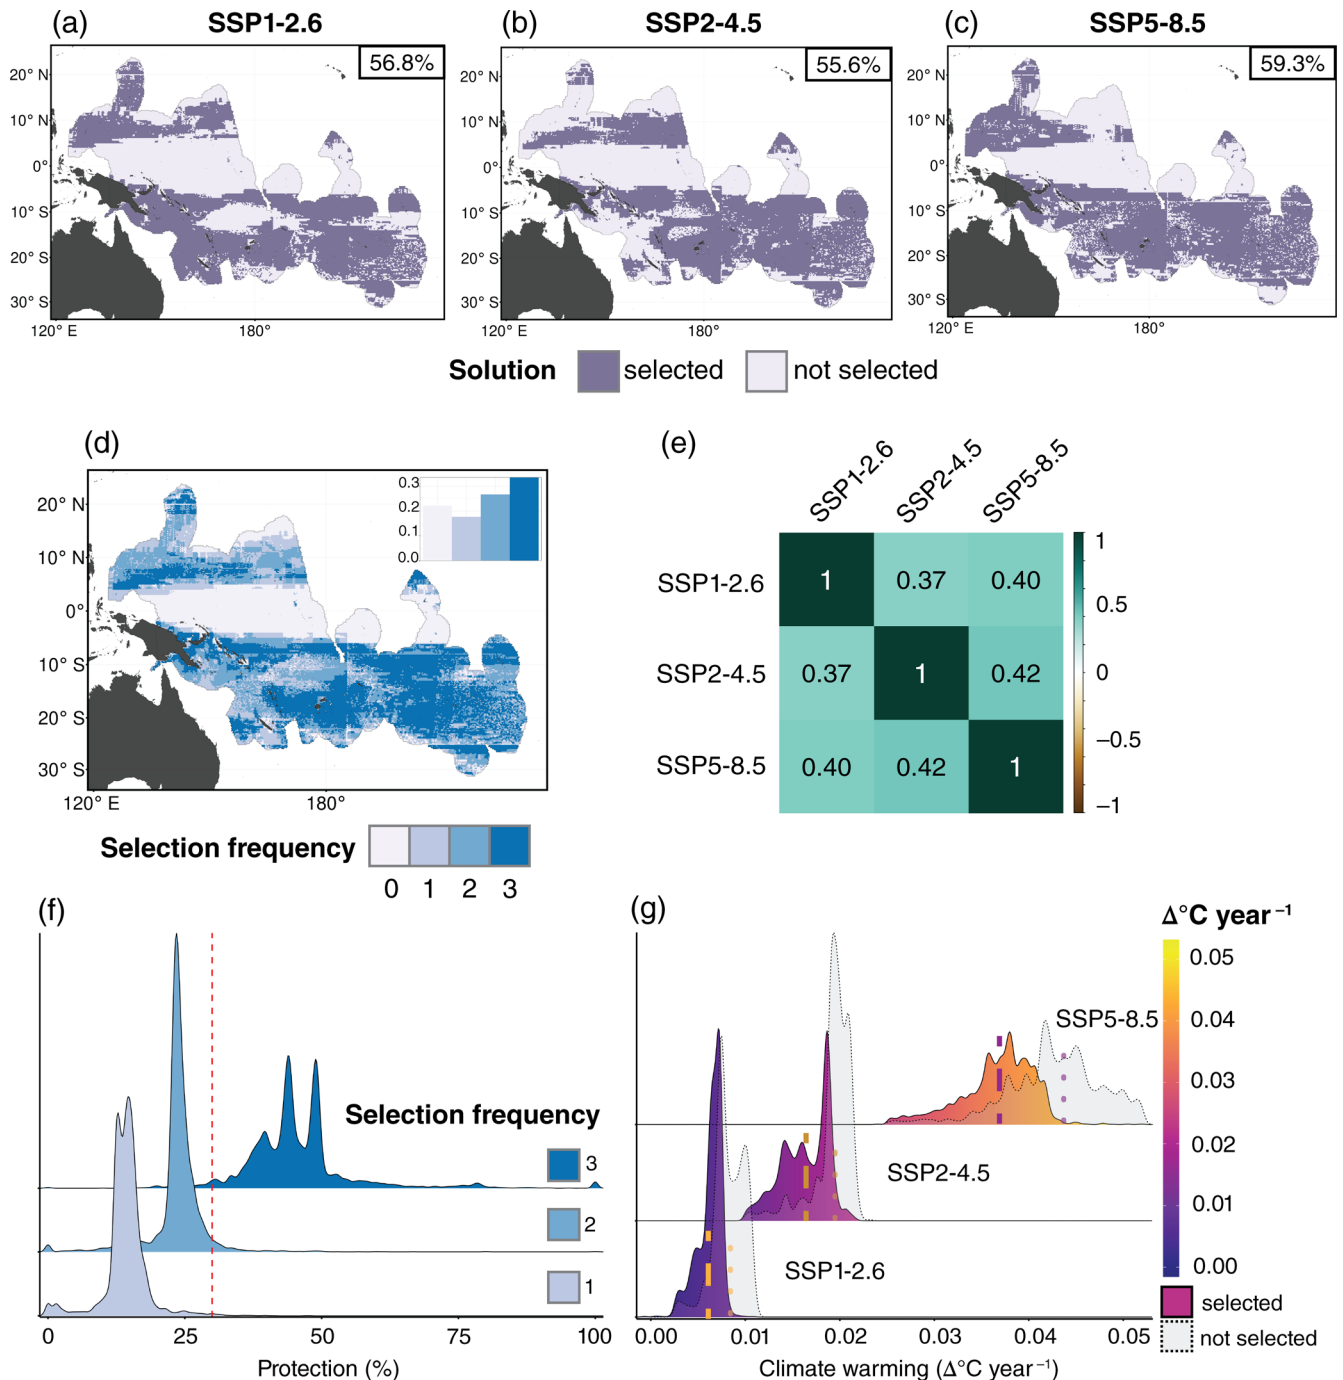 (a) SSP1-2.6
(b) SSP2-4.5
(c) SSP5-8.5
56.8%
20° N
10° N
0°
10° S
20° S
30° S
120° E 180°
55.6%
20° N
10° N
0°
10° S
20° S
30° S
120° E 180°
59.3%
20° N
10° N
0°
10° S
20° S
30° S
120° E 180°
Solution selected not selected
(d)
20° N
10° N
0°
10° S
20° S
30° S
120° E 180°
0.3
0.2
0.1
0.0
Selection frequency
0 1 2 3
(e)
SSP1-2.6 SSP2-4.5 SSP5-8.5
SSP1-2.6 1 0.37 0.40
SSP2-4.5 0.37 1 0.42
SSP5-8.5 0.40 0.42 1
1
0.5
0
−0.5
−1
(f)
Selection frequency
3
2
1
0 25 50 75 100
Protection (%)
(g)
SSP5-8.5
SSP2-4.5
SSP1-2.6
0.00 0.01 0.02 0.03 0.04 0.05
Climate warming (Δ°C year⁻¹)
Δ°C year⁻¹
0.05
0.04
0.03
0.02
0.01
0.00
selected
not selected